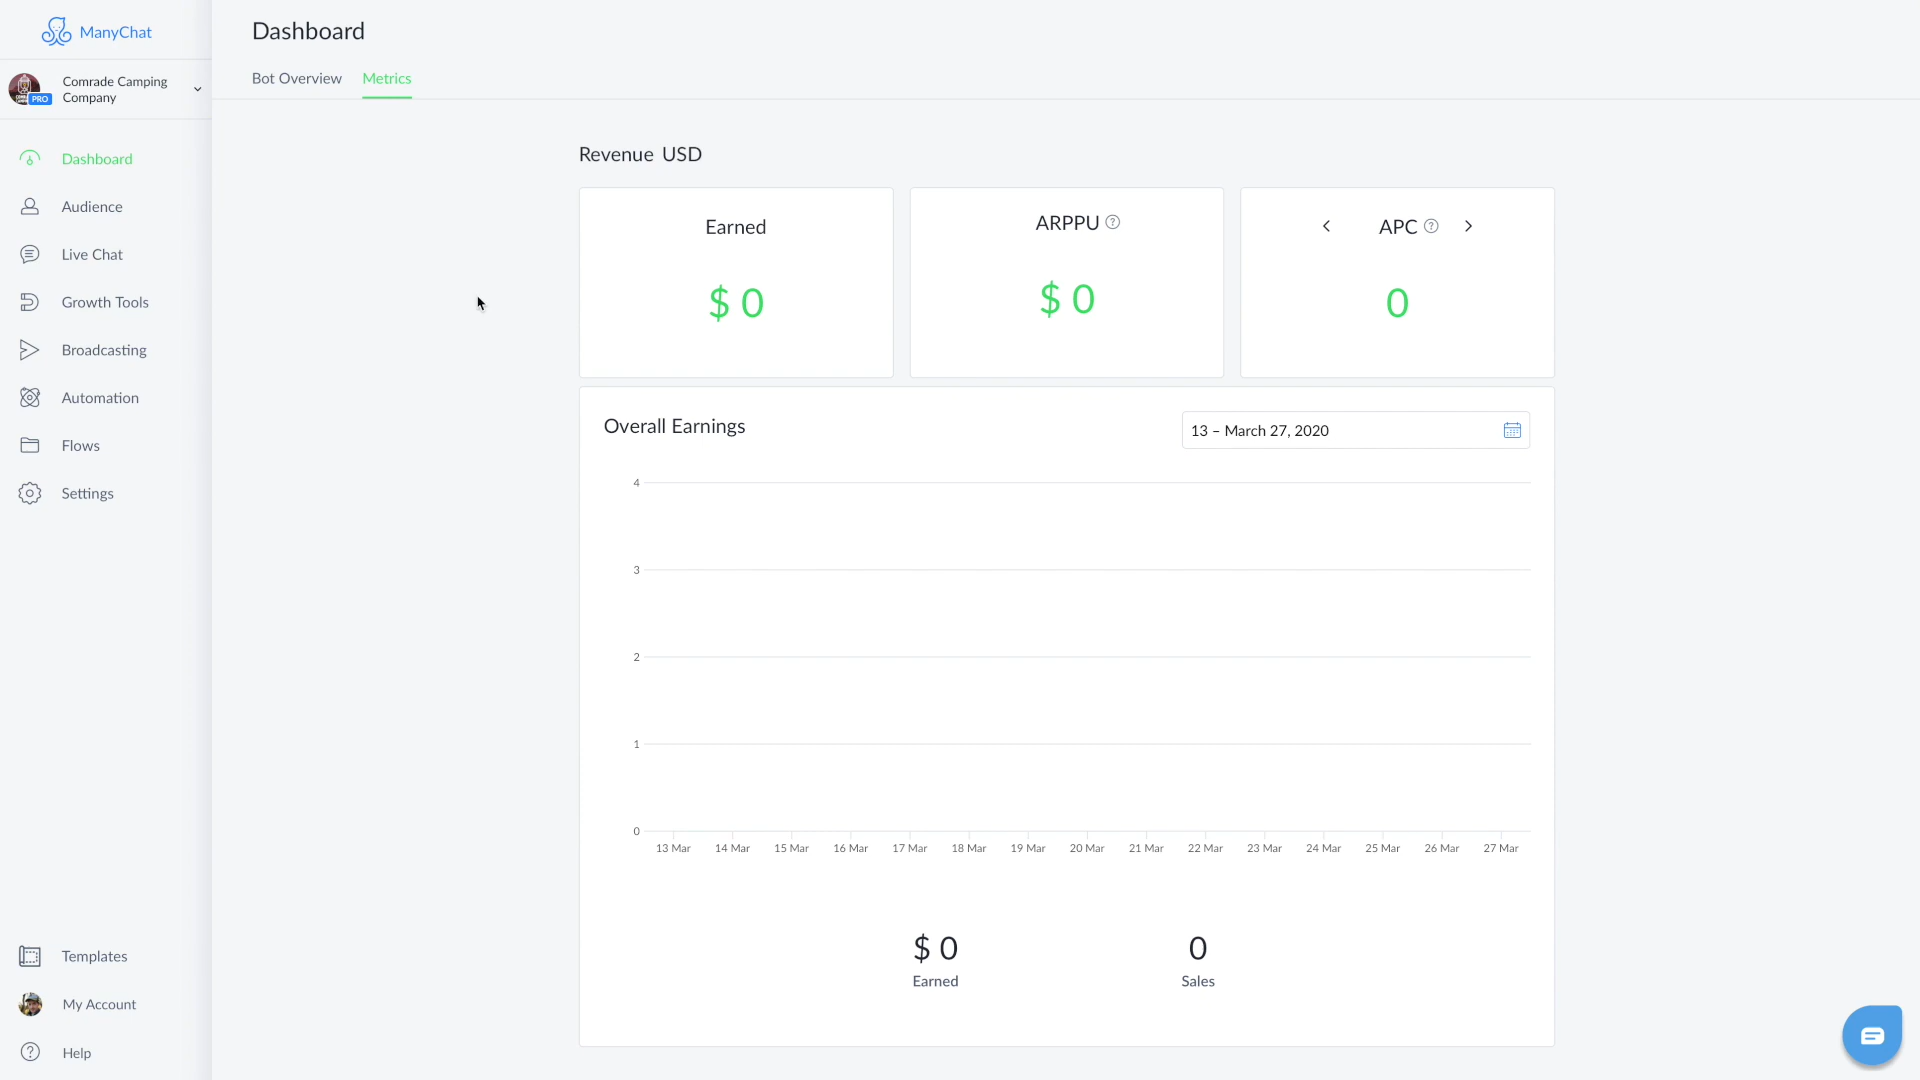 ManyChat
PRO
Comrade Camping
Company
Dashboard
Audience
Live Chat
Growth Tools
Broadcasting
Automation
Flows
Settings
Templates
My Account
Help
Dashboard
Bot Overview Metrics
Revenue USD
Earned
$ 0
ARPPU ?
$ 0
APC ?
0
Overall Earnings
13 – March 27, 2020
4
3
2
1
0
13 Mar 14 Mar 15 Mar 16 Mar 17 Mar 18 Mar 19 Mar 20 Mar 21 Mar 22 Mar 23 Mar 24 Mar 25 Mar 26 Mar 27 Mar
$ 0 0
Earned Sales